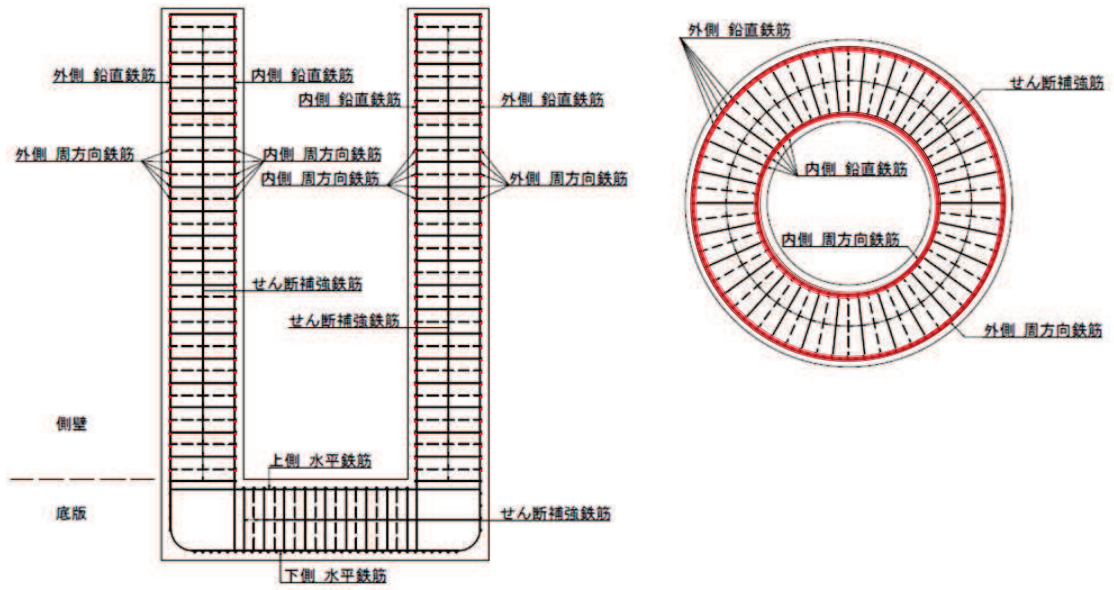 外側 鉛直鉄筋
内側 鉛直鉄筋
内側 鉛直鉄筋
外側 鉛直鉄筋
外側 周方向鉄筋
内側 周方向鉄筋
内側 周方向鉄筋
外側 周方向鉄筋
せん断補強鉄筋
せん断補強鉄筋
側壁
上側 水平鉄筋
底版
せん断補強鉄筋
下側 水平鉄筋
外側 鉛直鉄筋
せん断補強筋
内側 鉛直鉄筋
内側 周方向鉄筋
外側 周方向鉄筋